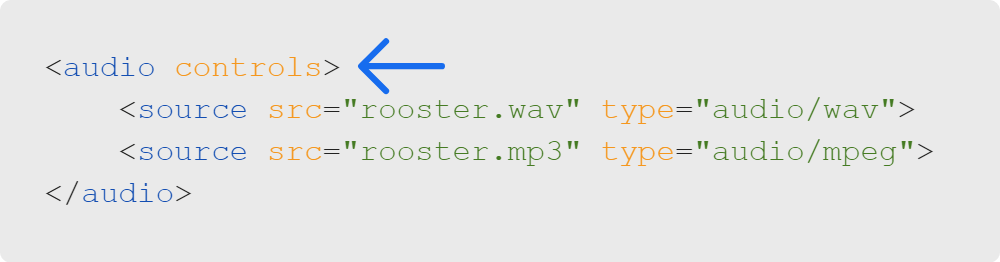 <audio controls>
<source src="rooster.wav" type="audio/wav">
<source src="rooster.mp3" type="audio/mpeg">
</audio>